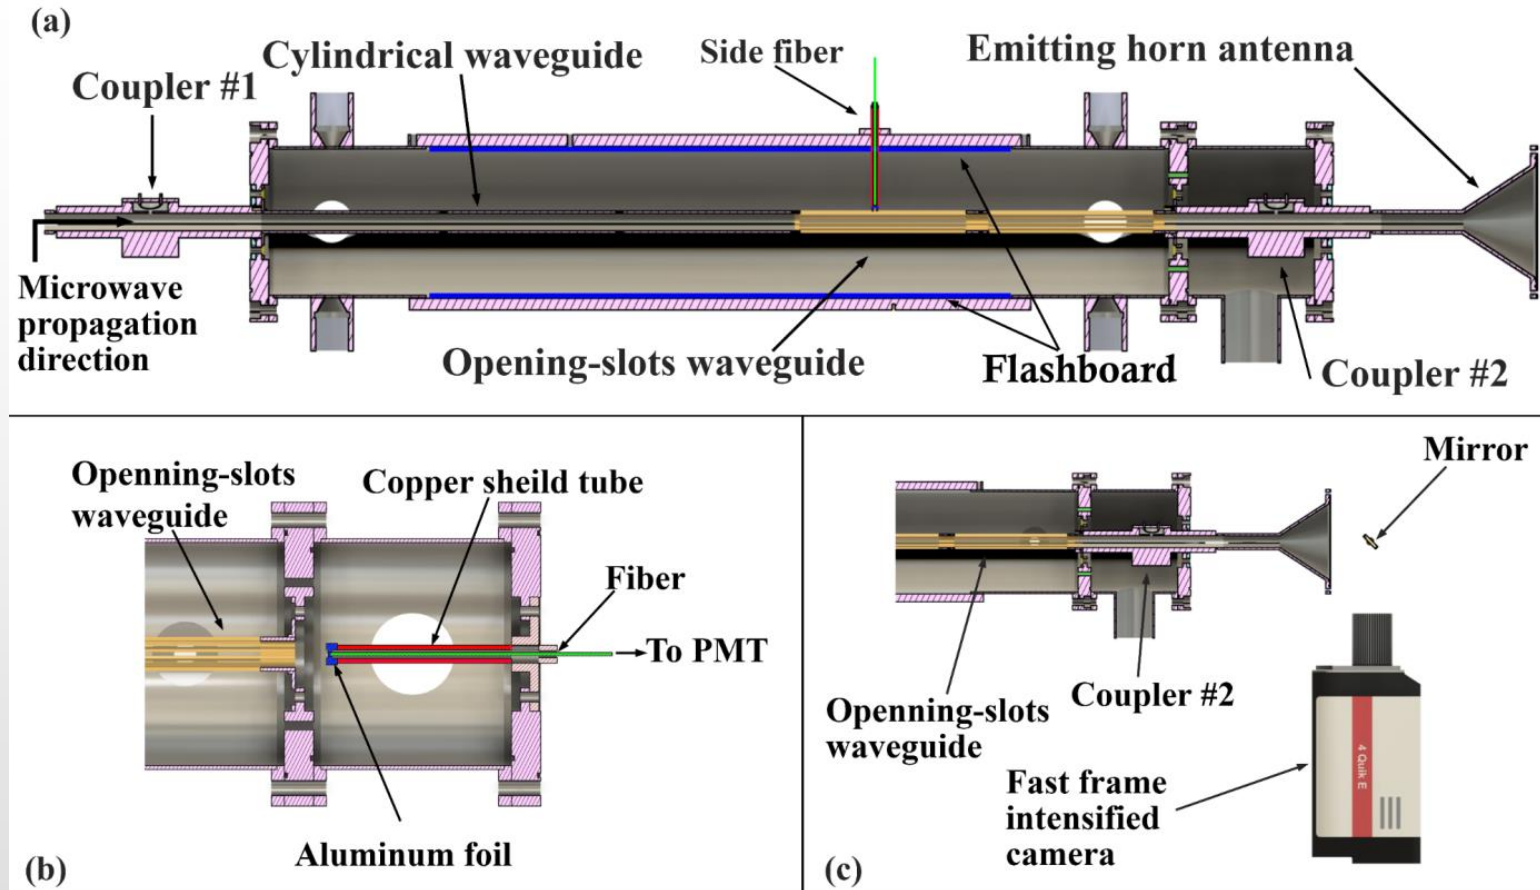 (a)
Coupler #1
Cylindrical waveguide
Side fiber
Emitting horn antenna
Microwave
propagation
direction
Opening-slots waveguide
Flashboard
Coupler #2
(b)
Openning-slots
waveguide
Copper sheild tube
Fiber
To PMT
Aluminum foil
(c)
Mirror
Openning-slots
waveguide
Coupler #2
Fast frame
intensified
camera
4 Quik E